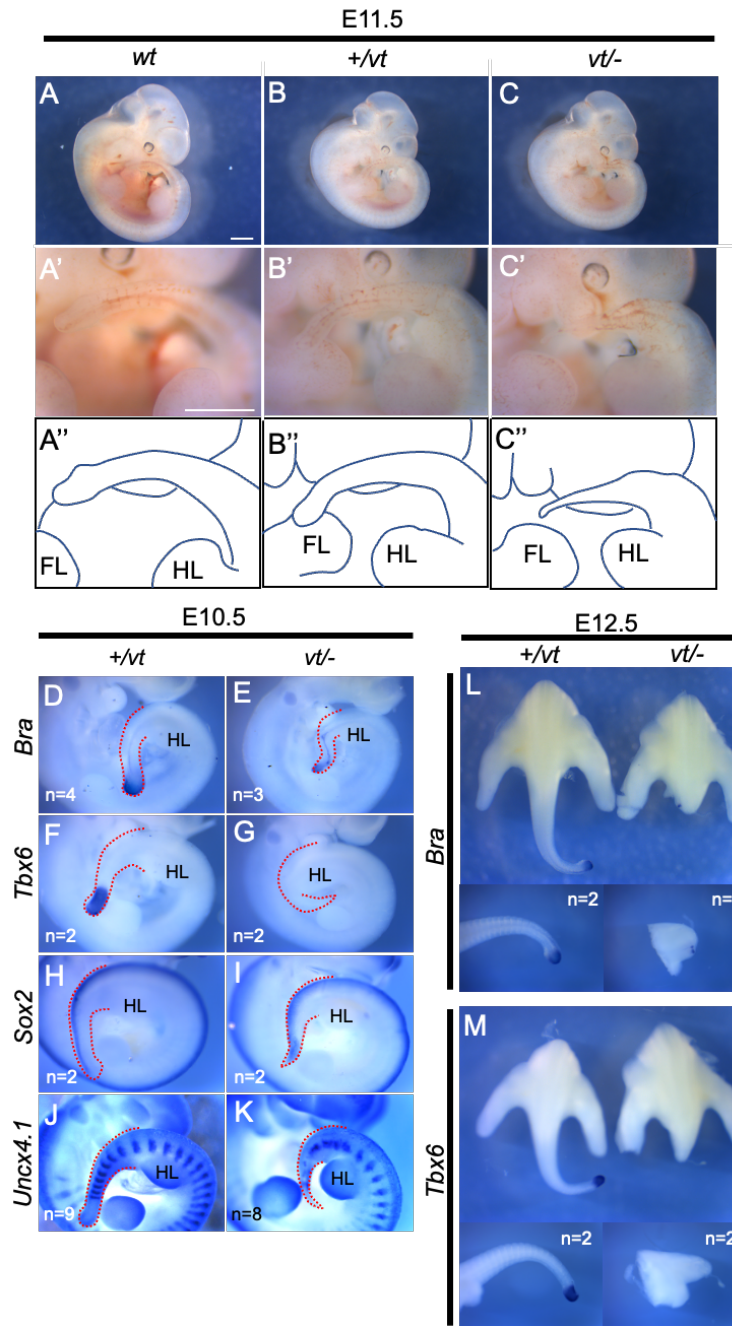 E11.5
wt +/vt vt/-
A B C
A' B' C'
A'' B'' C''
FL HL FL HL FL HL
E10.5
+/vt vt/-
Bra
D HL n=4
E HL n=3
Tbx6
F HL n=2
G HL n=2
Sox2
H HL n=2
I HL n=2
Uncx4.1
J HL n=9
K HL n=8
E12.5
+/vt vt/-
Bra
L
n=2 n=
Tbx6
M
n=2 n=2